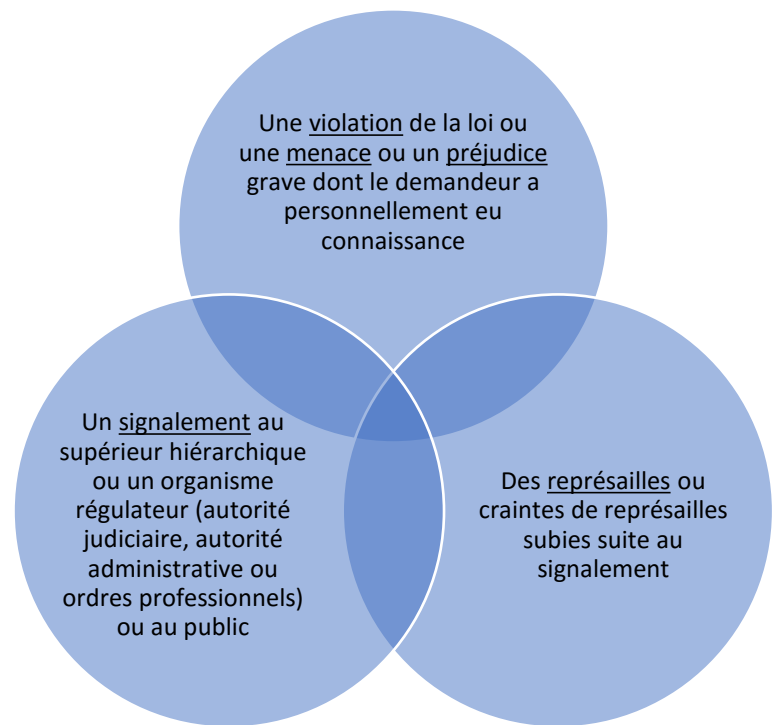 Une violation de la loi ou
une menace ou un préjudice
grave dont le demandeur a
personnellement eu
connaissance
Un signalement au
supérieur hiérarchique
ou un organisme
régulateur (autorité
judiciaire, autorité
administrative ou
ordres professionnels)
ou au public
Des représailles ou
craintes de représailles
subies suite au
signalement